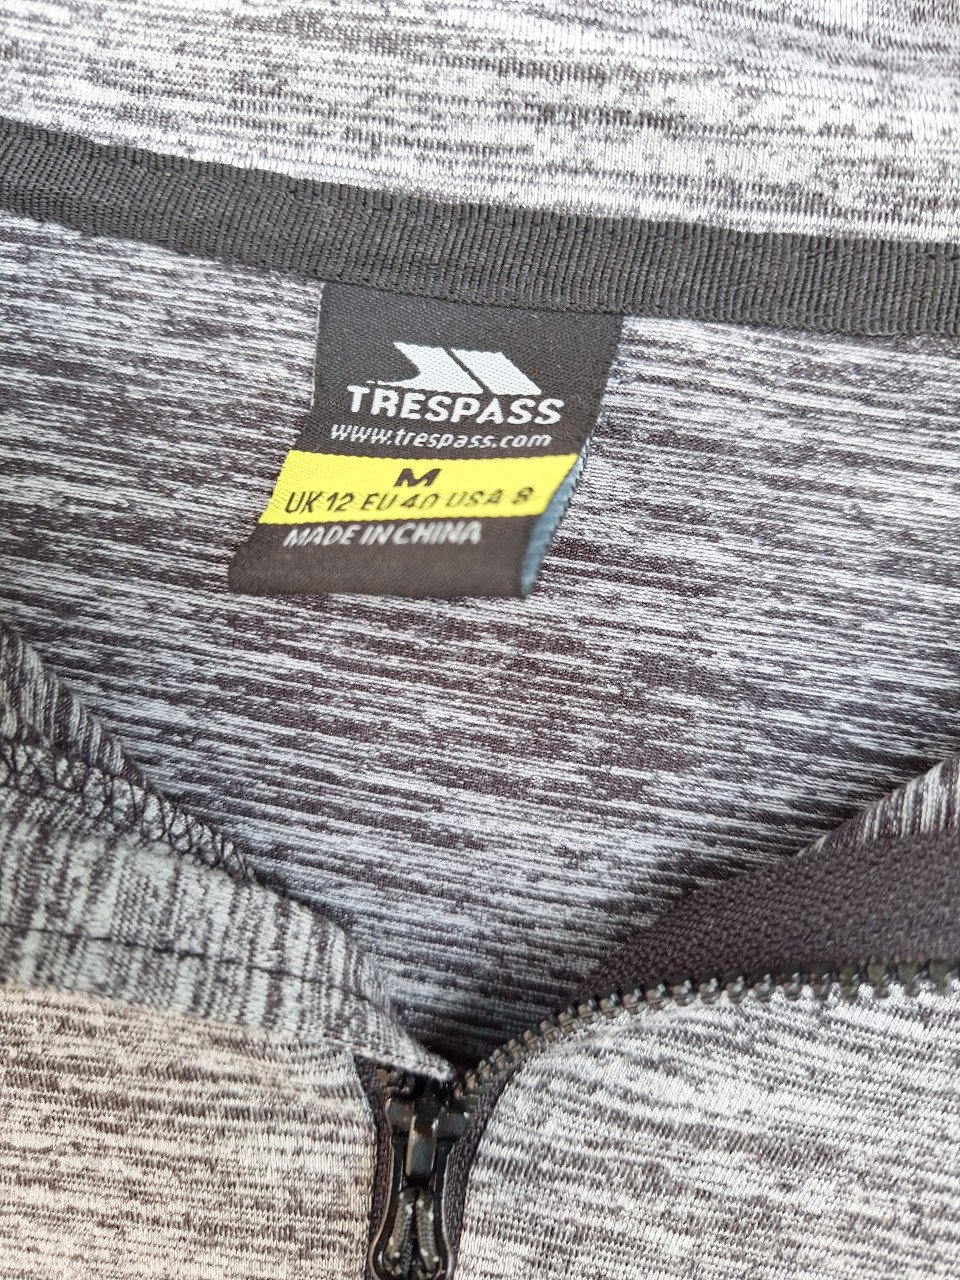 TRESPASS
www.trespass.com
M
UK 12 EU 40 USA 8
MADE IN CHINA